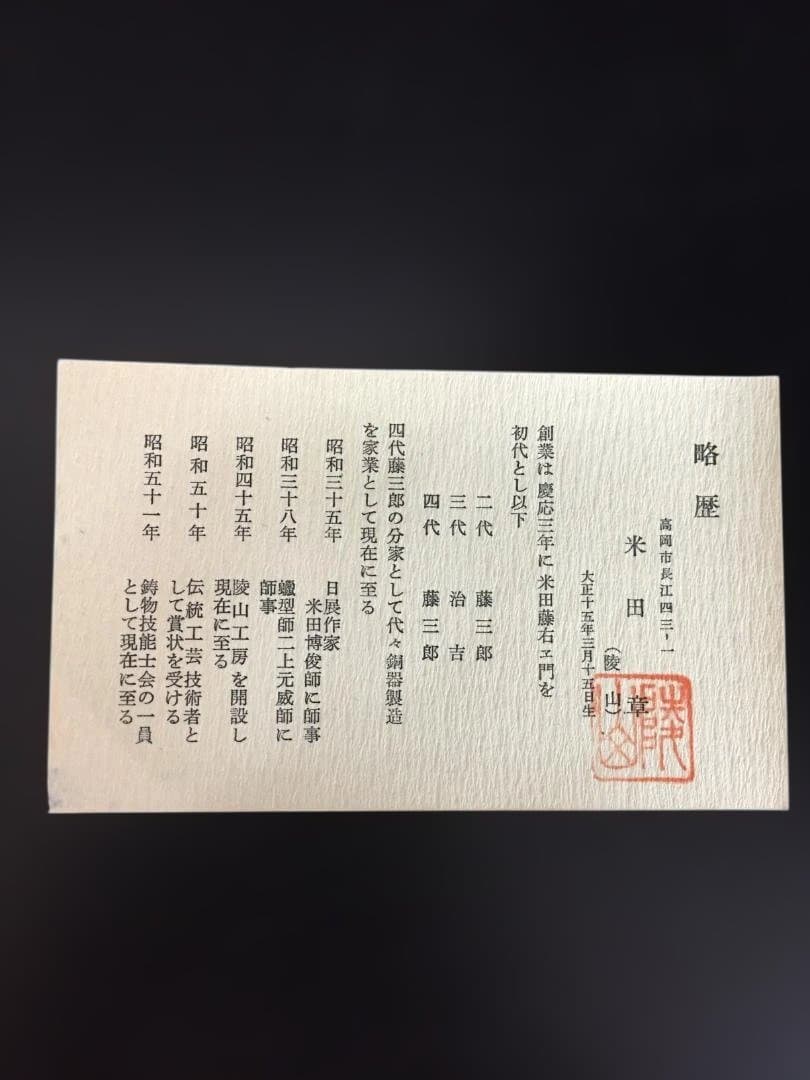 略歴
高岡市長江四三ノ一
米田 章
(陵山)
大正十五年三月十五日生
創業は慶応三年に米田藤右ヱ門を
初代とし以下
二代 藤三郎
三代 治吉
四代 藤三郎
四代藤三郎の分家として代々銅器製造
を家業として現在に至る
昭和三十五年 日展作家
米田博俊師に師事
昭和三十八年 蠟型師二上元威師に
師事
昭和四十五年 陵山工房を開設し
現在に至る
昭和五十年 伝統工芸技術者と
して賞状を受ける
昭和五十一年 鋳物技能士会の一員
として現在に至る
陵山